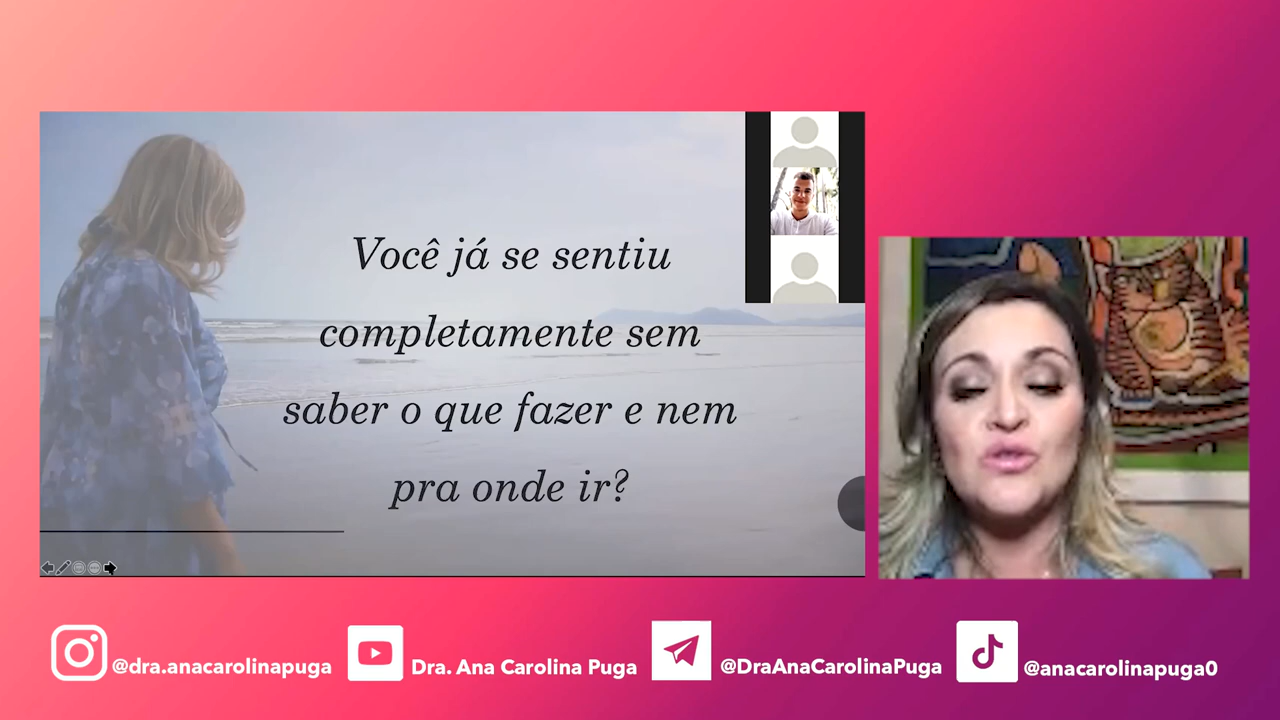 Você já se sentiu
completamente sem
saber o que fazer e nem
pra onde ir?
@dra.anacarolinapuga
Dra. Ana Carolina Puga
@DraAnaCarolinaPuga
@anacarolinapuga0